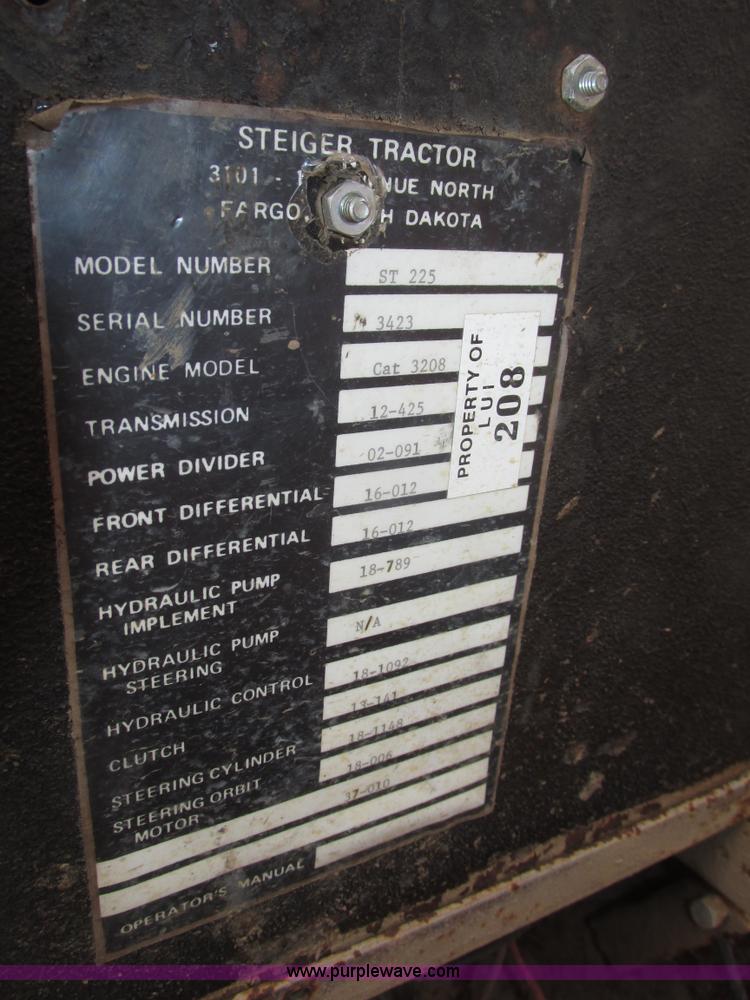 STEIGER TRACTOR
3101 - NUE NORTH
FARGO, H DAKOTA
MODEL NUMBER ST 225
SERIAL NUMBER 3423
ENGINE MODEL Cat 3208
TRANSMISSION 12-425
POWER DIVIDER 02-091
FRONT DIFFERENTIAL 16-012
REAR DIFFERENTIAL 16-012
HYDRAULIC PUMP 18-789
IMPLEMENT
HYDRAULIC PUMP N/A
STEERING
HYDRAULIC CONTROL 18-1092
CLUTCH 13-141
STEERING CYLINDER 18-1148
STEERING ORBIT 18-006
MOTOR
37-010
OPERATOR'S MANUAL
PROPERTY OF
LUI
208
www.purplewave.com